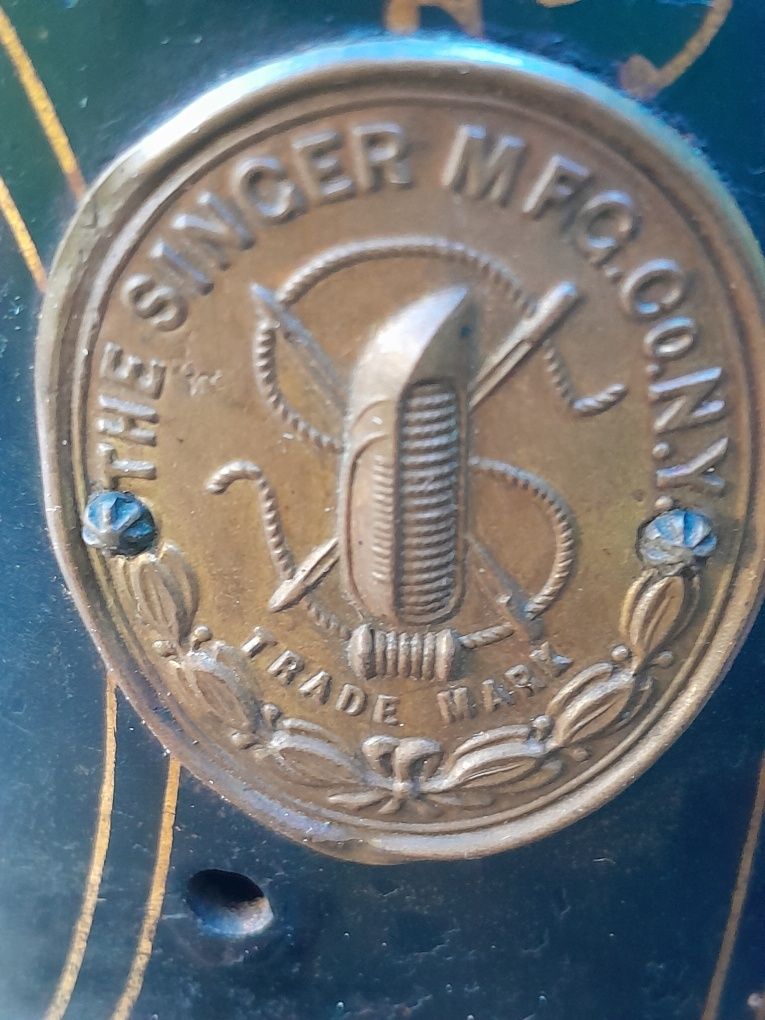 THE SINGER MFG. Co. N.Y.
TRADE MARK